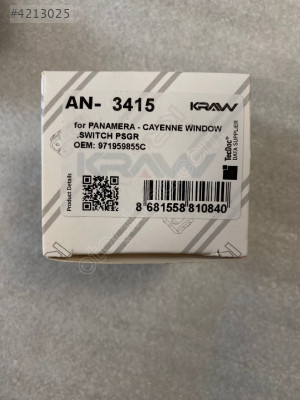 #4213025
AN- 3415
KRAW
for PANAMERA - CAYENNE WINDOW
.SWITCH PSGR
OEM: 971959855C
KRAW
Product Details
TecDoc
DATA SUPPLIER
8 681558 810840